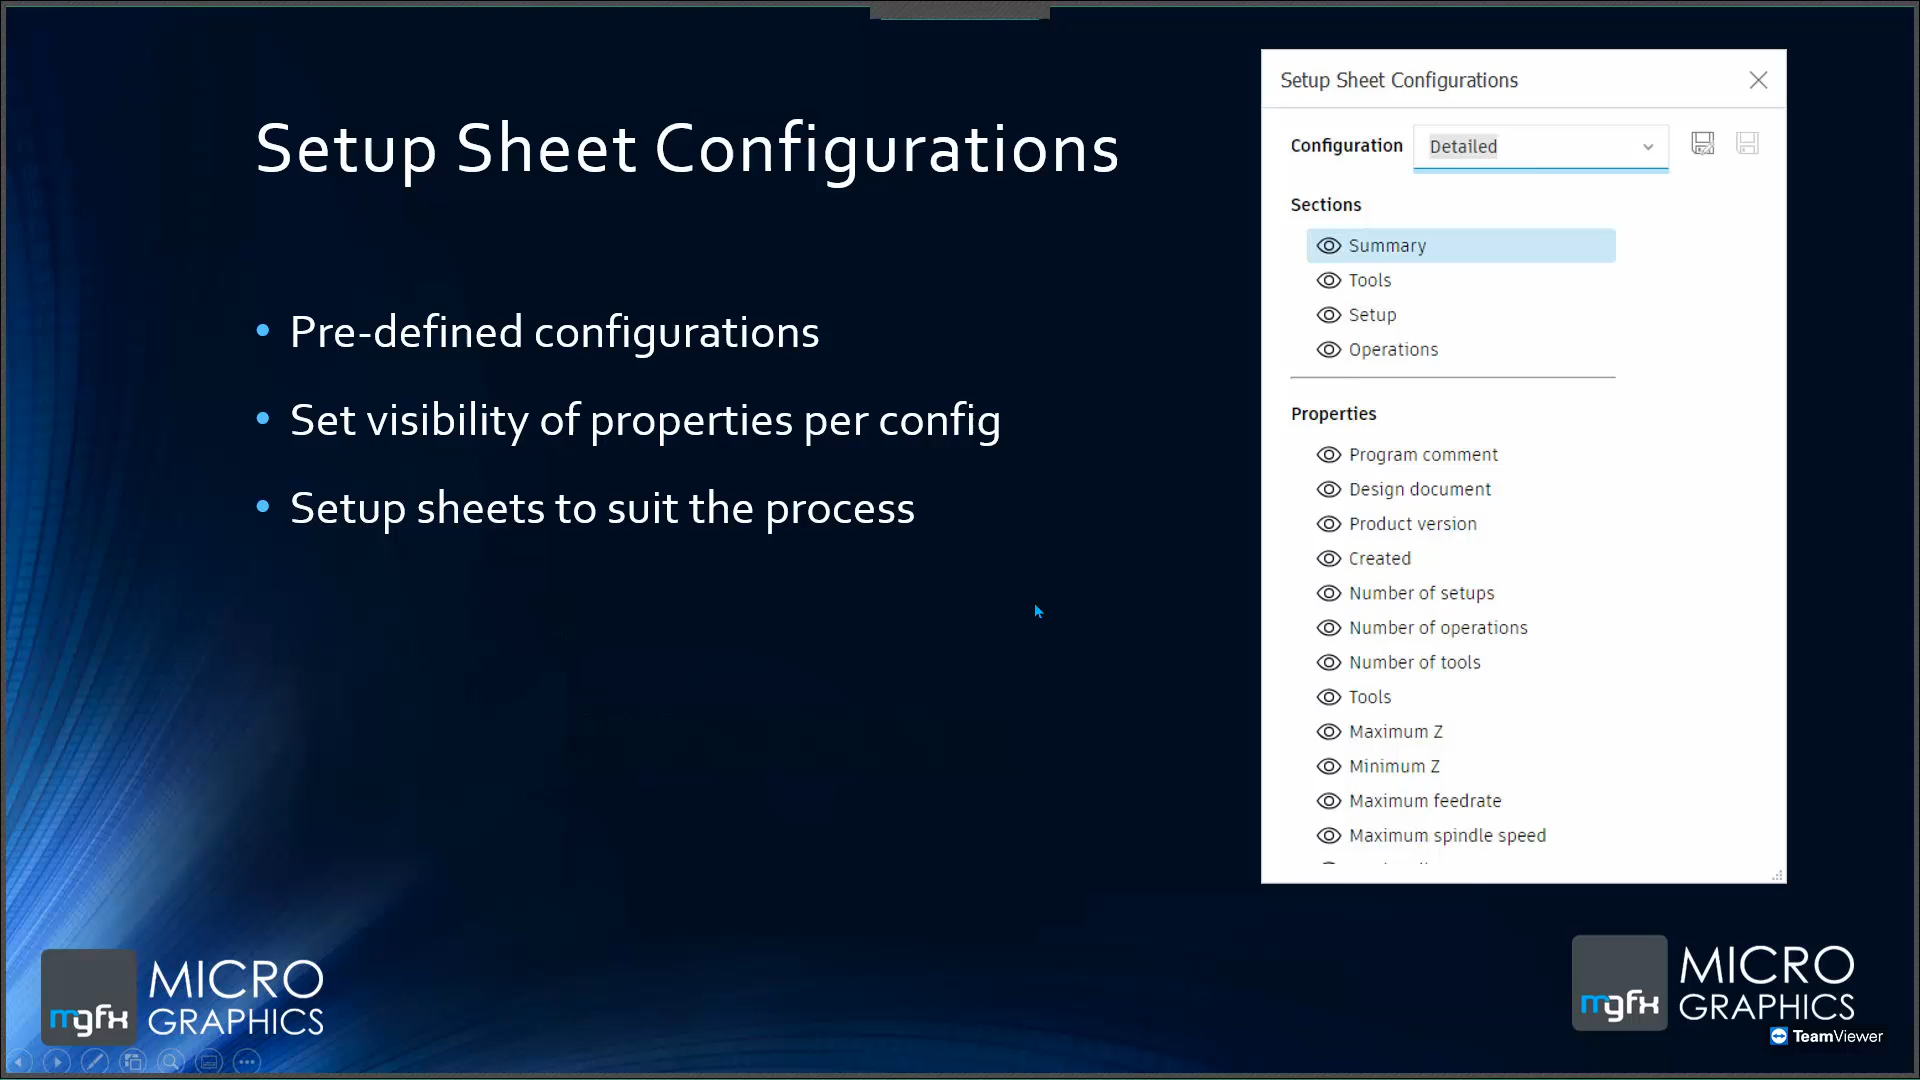 Setup Sheet Configurations
• Pre-defined configurations
• Set visibility of properties per config
• Setup sheets to suit the process
Setup Sheet Configurations
Configuration Detailed
Sections
Summary
Tools
Setup
Operations
Properties
Program comment
Design document
Product version
Created
Number of setups
Number of operations
Number of tools
Tools
Maximum Z
Minimum Z
Maximum feedrate
Maximum spindle speed
mgfx
MICRO
GRAPHICS
mgfx
MICRO
GRAPHICS
TeamViewer